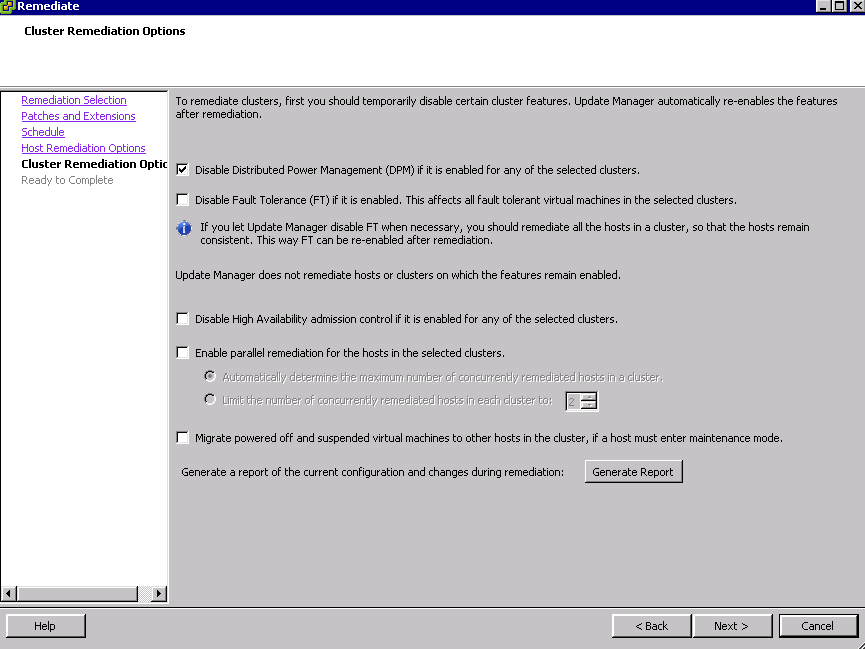 Remediate
Cluster Remediation Options
Remediation Selection
Patches and Extensions
Schedule
Host Remediation Options
Cluster Remediation Optic
Ready to Complete
To remediate clusters, first you should temporarily disable certain cluster features. Update Manager automatically re-enables the features
after remediation.
Disable Distributed Power Management (DPM) if it is enabled for any of the selected clusters.
Disable Fault Tolerance (FT) if it is enabled. This affects all fault tolerant virtual machines in the selected clusters.
If you let Update Manager disable FT when necessary, you should remediate all the hosts in a cluster, so that the hosts remain
consistent. This way FT can be re-enabled after remediation.
Update Manager does not remediate hosts or clusters on which the features remain enabled.
Disable High Availability admission control if it is enabled for any of the selected clusters.
Enable parallel remediation for the hosts in the selected clusters.
Automatically determine the maximum number of concurrently remediated hosts in a cluster.
Limit the number of concurrently remediated hosts in each cluster to: 2
Migrate powered off and suspended virtual machines to other hosts in the cluster, if a host must enter maintenance mode.
Generate a report of the current configuration and changes during remediation: Generate Report
Help < Back Next > Cancel